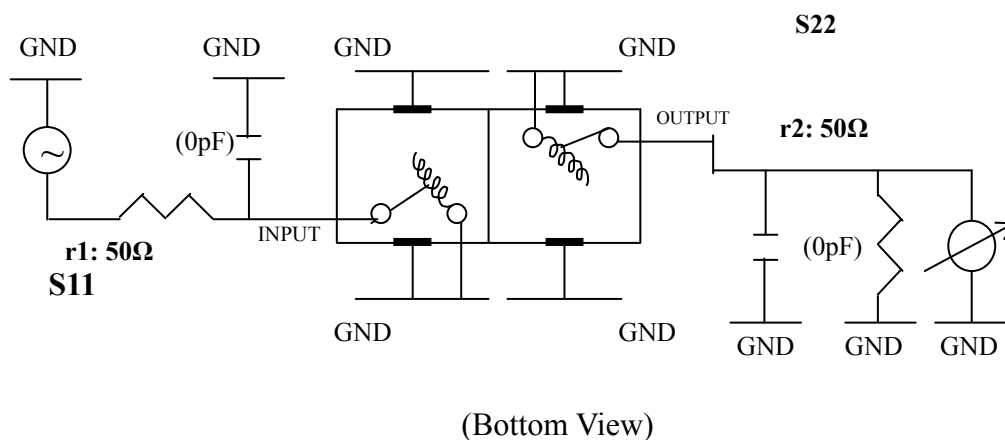 S22
GND
GND
GND
GND
(0pF)
OUTPUT
r2: 50Ω
INPUT
r1: 50Ω
S11
(0pF)
GND
GND
GND
GND
GND
(Bottom View)